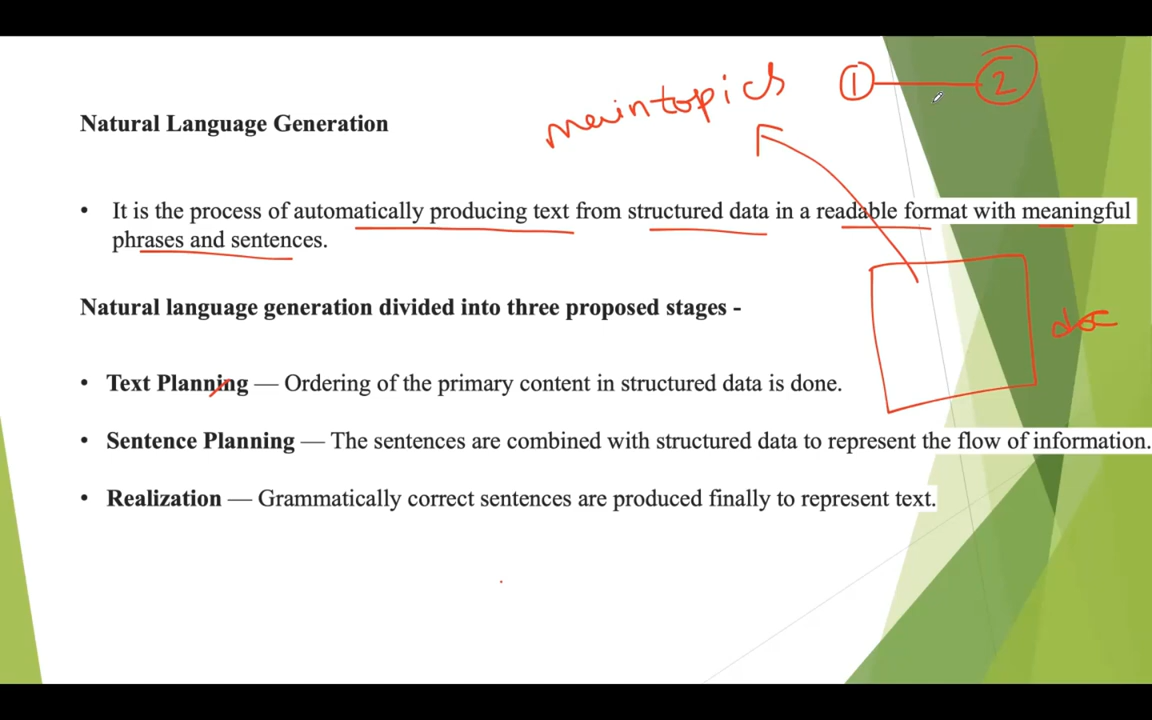 main topics 1 2
Natural Language Generation
• It is the process of automatically producing text from structured data in a readable format with meaningful
phrases and sentences.
Natural language generation divided into three proposed stages -
doc
• Text Planning — Ordering of the primary content in structured data is done.
• Sentence Planning — The sentences are combined with structured data to represent the flow of information.
• Realization — Grammatically correct sentences are produced finally to represent text.